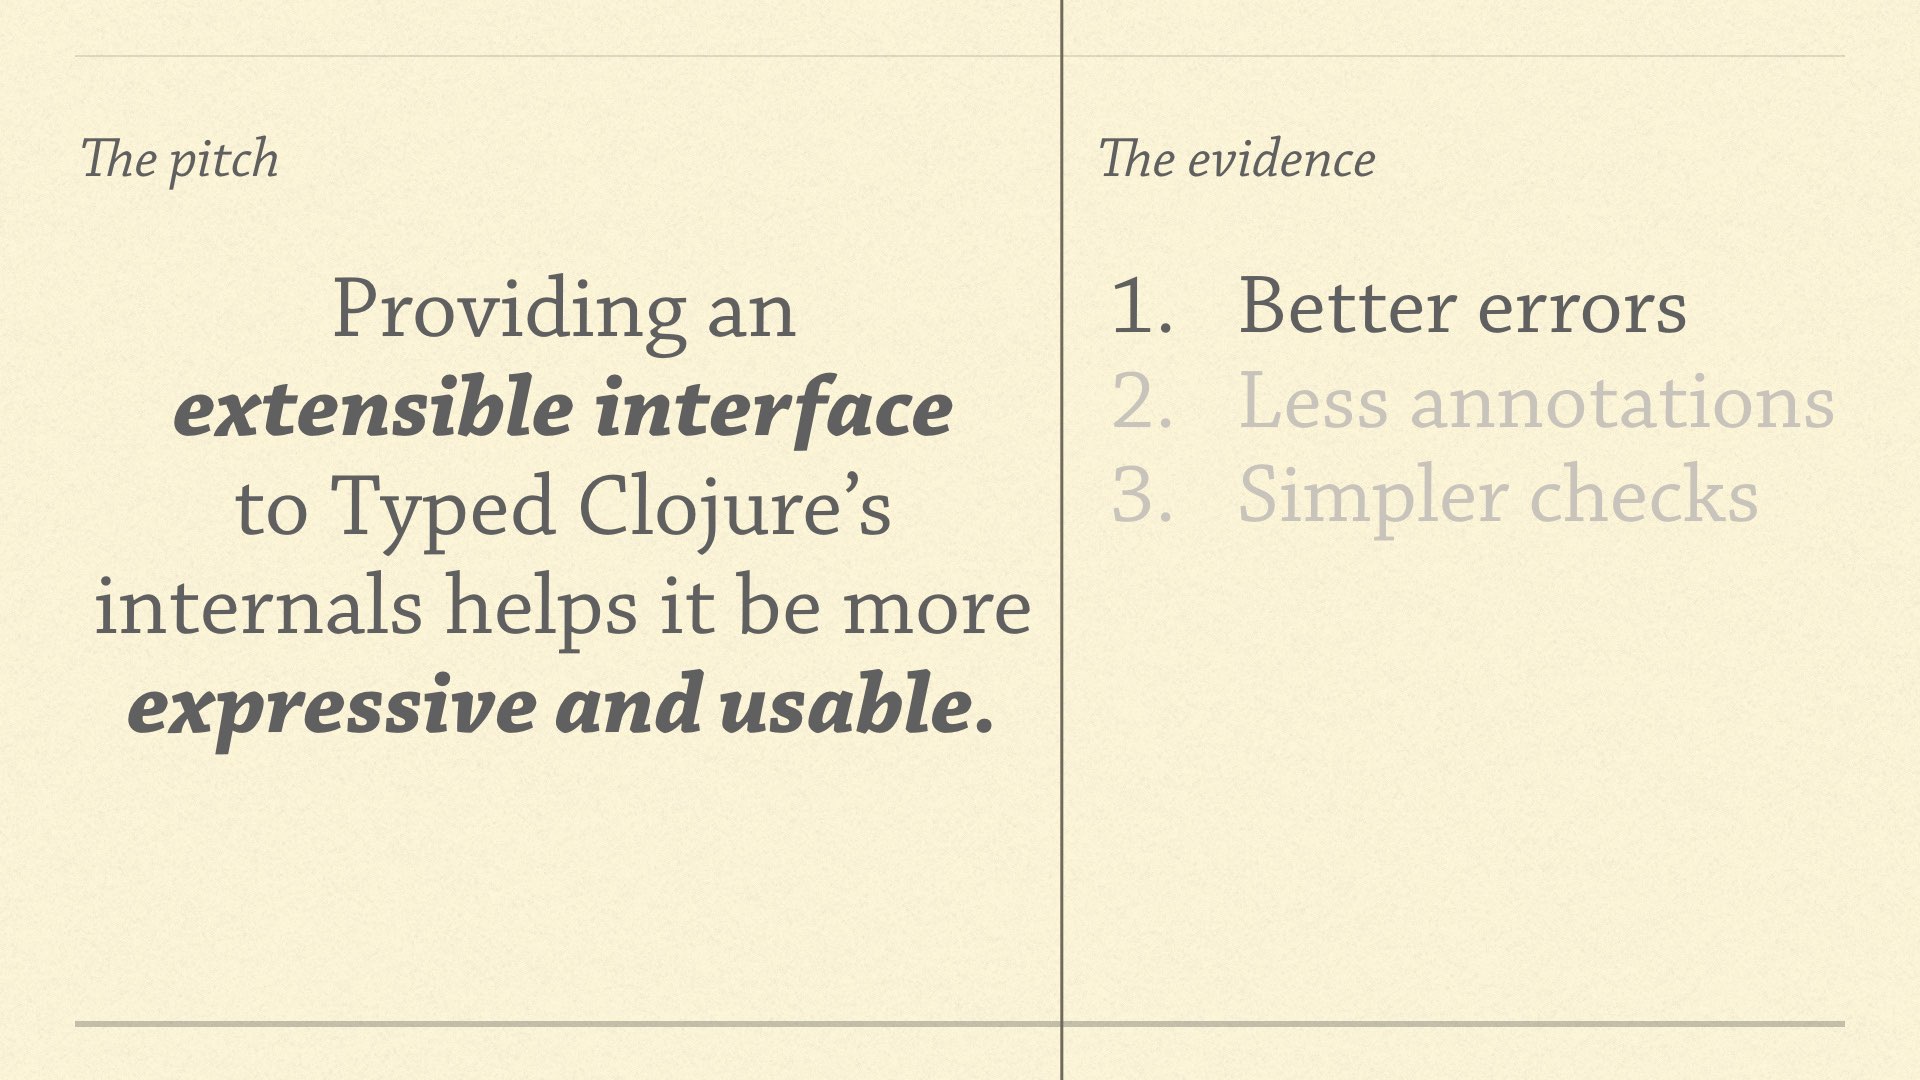 The pitch
Providing an
extensible interface
to Typed Clojure’s
internals helps it be more
expressive and usable.
The evidence
1. Better errors
2. Less annotations
3. Simpler checks